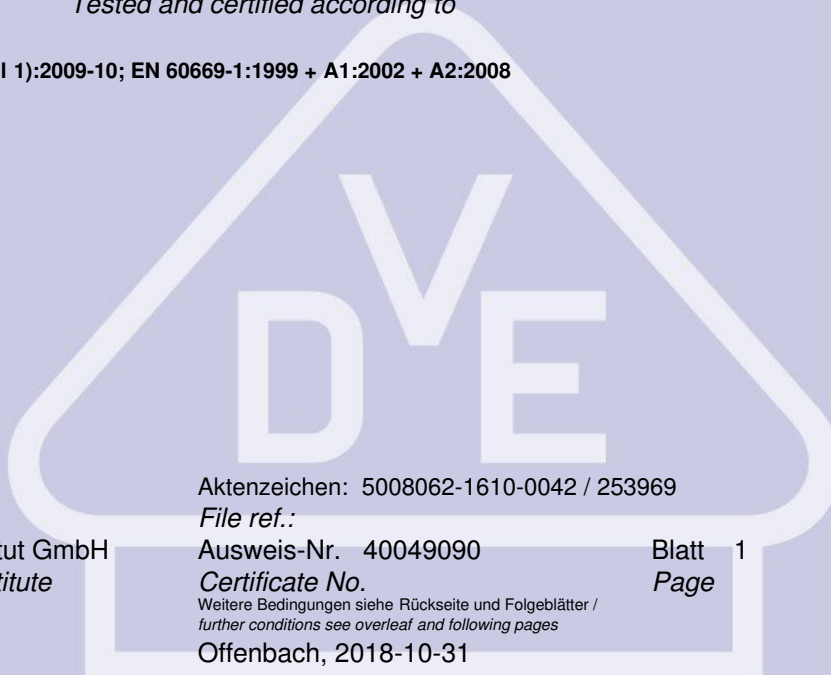 Tested and certified according to
1):2009-10; EN 60669-1:1999 + A1:2002 + A2:2008
VDE
Aktenzeichen: 5008062-1610-0042 / 253969
File ref.:
GmbH Ausweis-Nr. 40049090 Blatt 1
Certificate No. Page
Weitere Bedingungen siehe Rückseite und Folgeblätter /
further conditions see overleaf and following pages
Offenbach, 2018-10-31